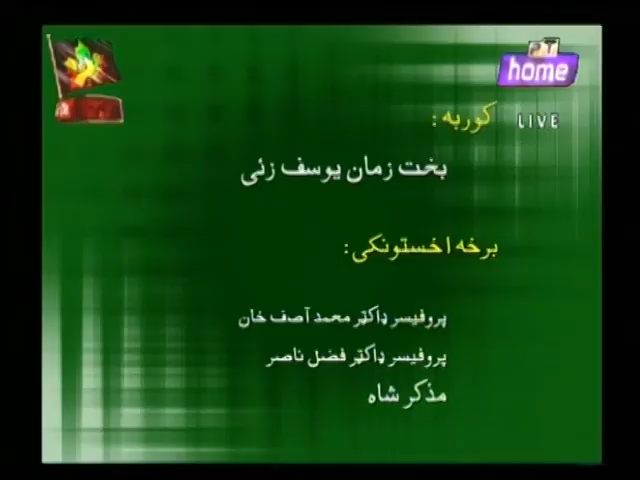 PTV
home
LIVE
کوربه :
بخت زمان یوسف زئی
برخه اخستونکی :
پروفیسر ډاکټر محمد آصف خان
پروفیسر ډاکټر فضل ناصر
مذکر شاه